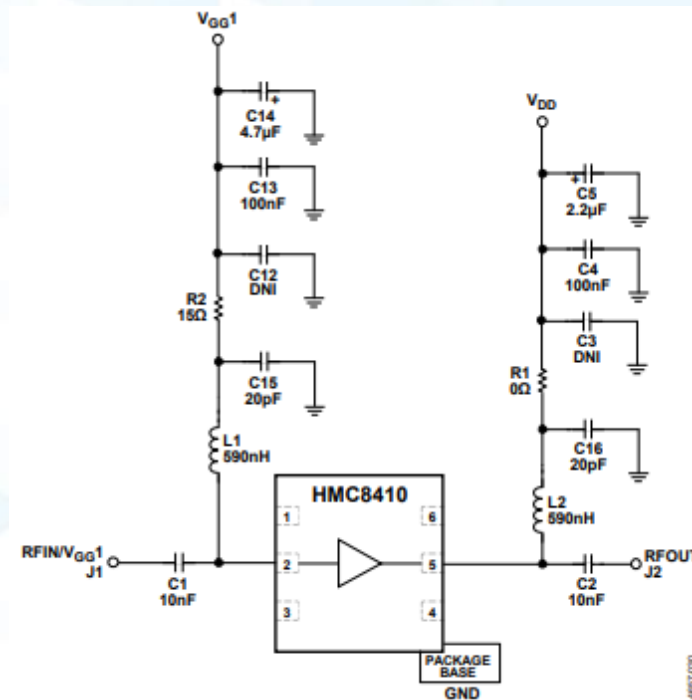 VGG1
C14
4.7µF
C13
100nF
C12
DNI
R2
15Ω
C15
20pF
L1
590nH
VDD
C5
2.2µF
C4
100nF
C3
DNI
R1
0Ω
C16
20pF
L2
590nH
HMC8410
1
6
2
5
3
4
RFIN/VGG1
J1
C1
10nF
C2
10nF
RFOUT
J2
PACKAGE
BASE
GND